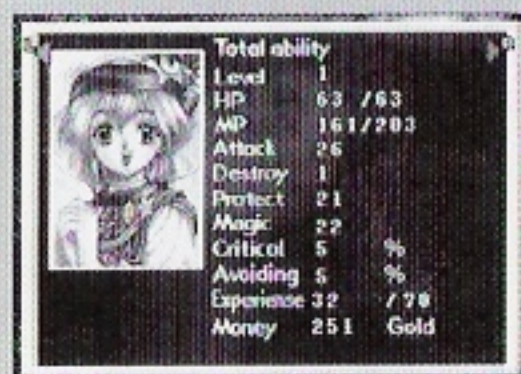 Total ability
Level 1
HP 63 /63
MP 161/203
Attack 26
Destroy 1
Protect 21
Magic 22
Critical 5 %
Avoiding 5 %
Experience 32 /78
Money 251 Gold